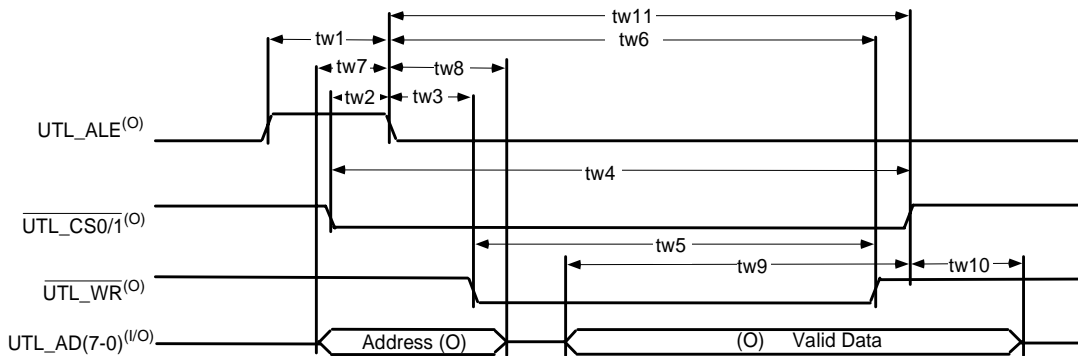 tw11
tw1
tw6
tw7 tw8
tw2 tw3
UTL_ALE(O)
tw4
UTL_CS0/1(O)
tw5
tw9
UTL_WR(O) tw10
UTL_AD(7-0)(I/O) Address (O) (O) Valid Data